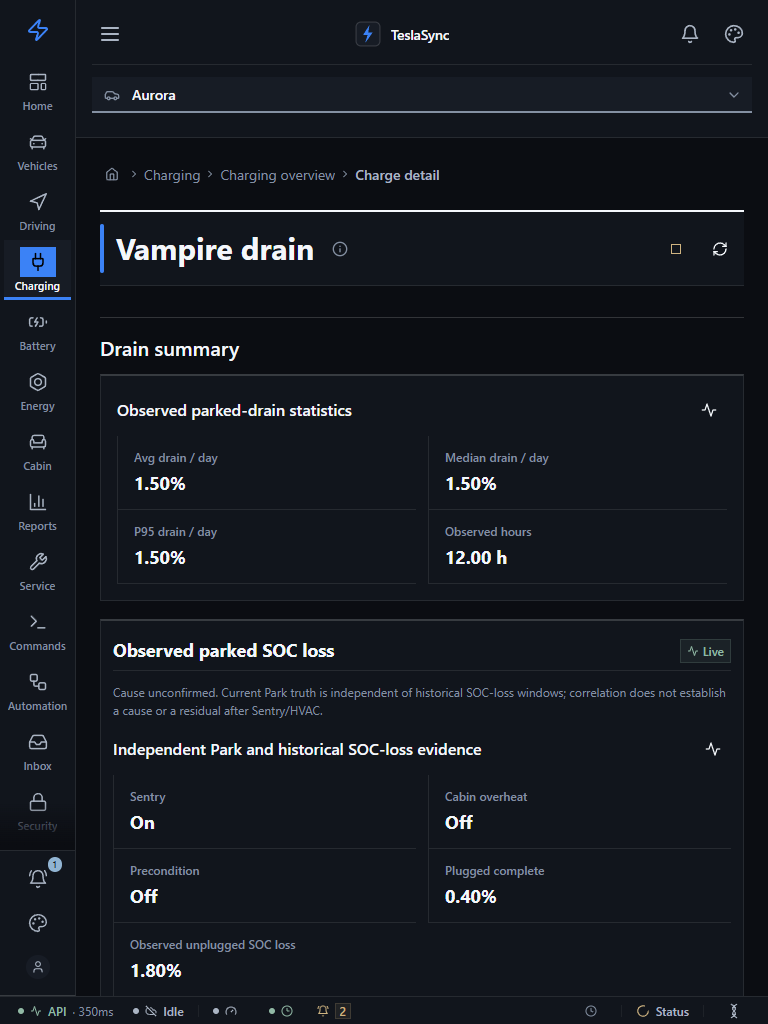 TeslaSync
Aurora
Home
Vehicles
Driving
Charging
Battery
Energy
Cabin
Reports
Service
Commands
Automation
Inbox
Security
1
Charging
Charging overview
Charge detail
Vampire drain
Drain summary
Observed parked-drain statistics
Avg drain / day
1.50%
Median drain / day
1.50%
P95 drain / day
1.50%
Observed hours
12.00 h
Observed parked SOC loss
Live
Cause unconfirmed. Current Park truth is independent of historical SOC-loss windows; correlation does not establish
a cause or a residual after Sentry/HVAC.
Independent Park and historical SOC-loss evidence
Sentry
On
Cabin overheat
Off
Precondition
Off
Plugged complete
0.40%
Observed unplugged SOC loss
1.80%
API · 350ms
Idle
2
Status